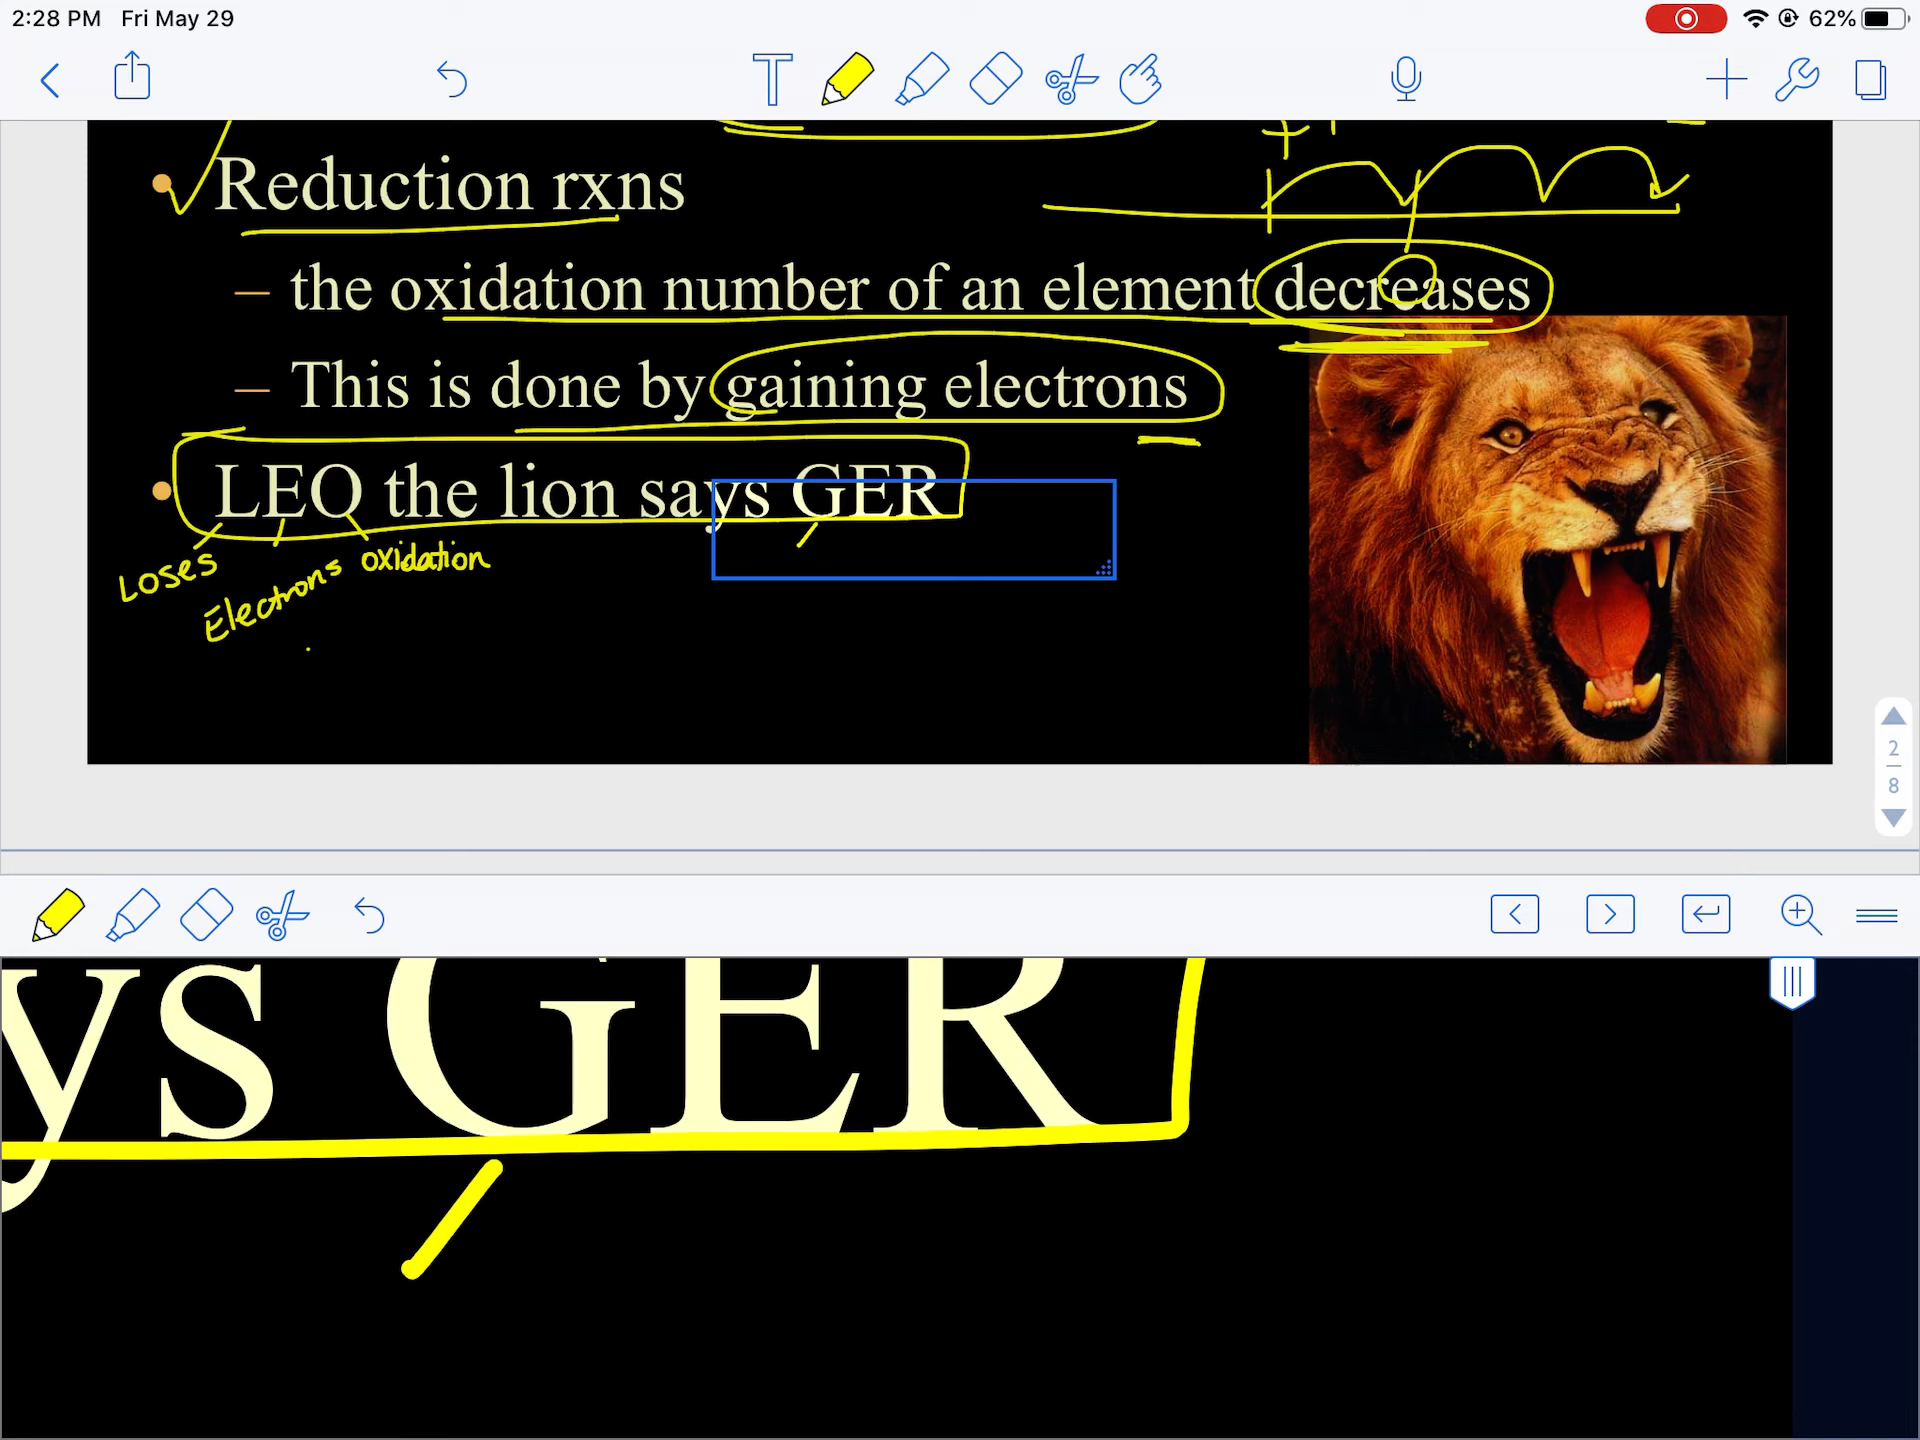 2:28 PM Fri May 29
62%
T
Reduction rxns
– the oxidation number of an element decreases
– This is done by gaining electrons
LEO the lion says GER
Loses
Electrons
oxidation
2
8
ys GER